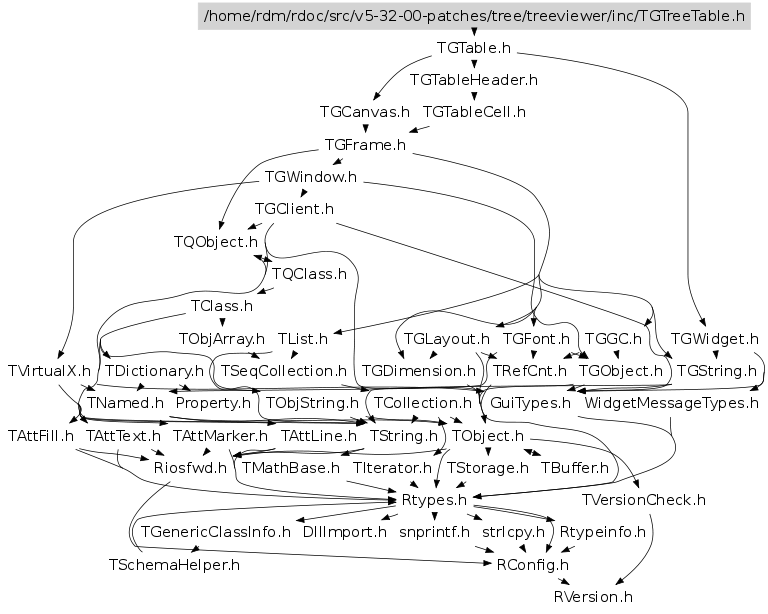 /home/rdm/rdoc/src/v5-32-00-patches/tree/treeviewer/inc/TGTreeTable.h
TGTable.h
TGTableHeader.h
TGCanvas.h TGTableCell.h
TGFrame.h
TGWindow.h
TGClient.h
TQObject.h
TQClass.h
TClass.h
TObjArray.h TList.h TGLayout.h TGFont.h TGGC.h TGWidget.h
TVirtualX.h TDictionary.h TSeqCollection.h TGDimension.h TRefCnt.h TGObject.h TGString.h
TNamed.h Property.h TObjString.h TCollection.h GuiTypes.h WidgetMessageTypes.h
TAttFill.h TAttText.h TAttMarker.h TAttLine.h TString.h TObject.h
Riosfwd.h TMathBase.h TIterator.h TStorage.h TBuffer.h
Rtypes.h TVersionCheck.h
TGenericClassInfo.h DllImport.h snprintf.h strlcpy.h Rtypeinfo.h
TSchemaHelper.h RConfig.h
RVersion.h